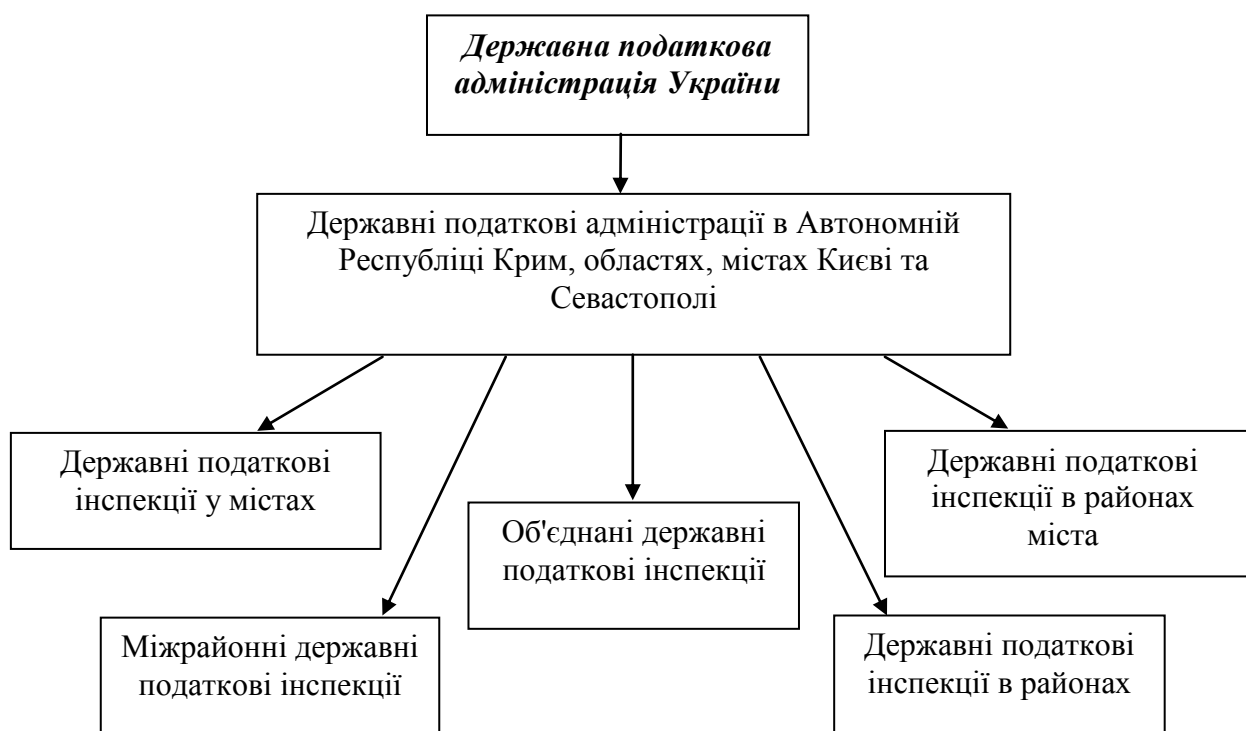 Державна податкова
адміністрація України
Державні податкові адміністрації в Автономній
Республіці Крим, областях, містах Києві та
Севастополі
Державні податкові
інспекції у містах
Міжрайонні державні
податкові інспекції
Об'єднані державні
податкові інспекції
Державні податкові
інспекції в районах
Державні податкові
інспекції в районах
міста